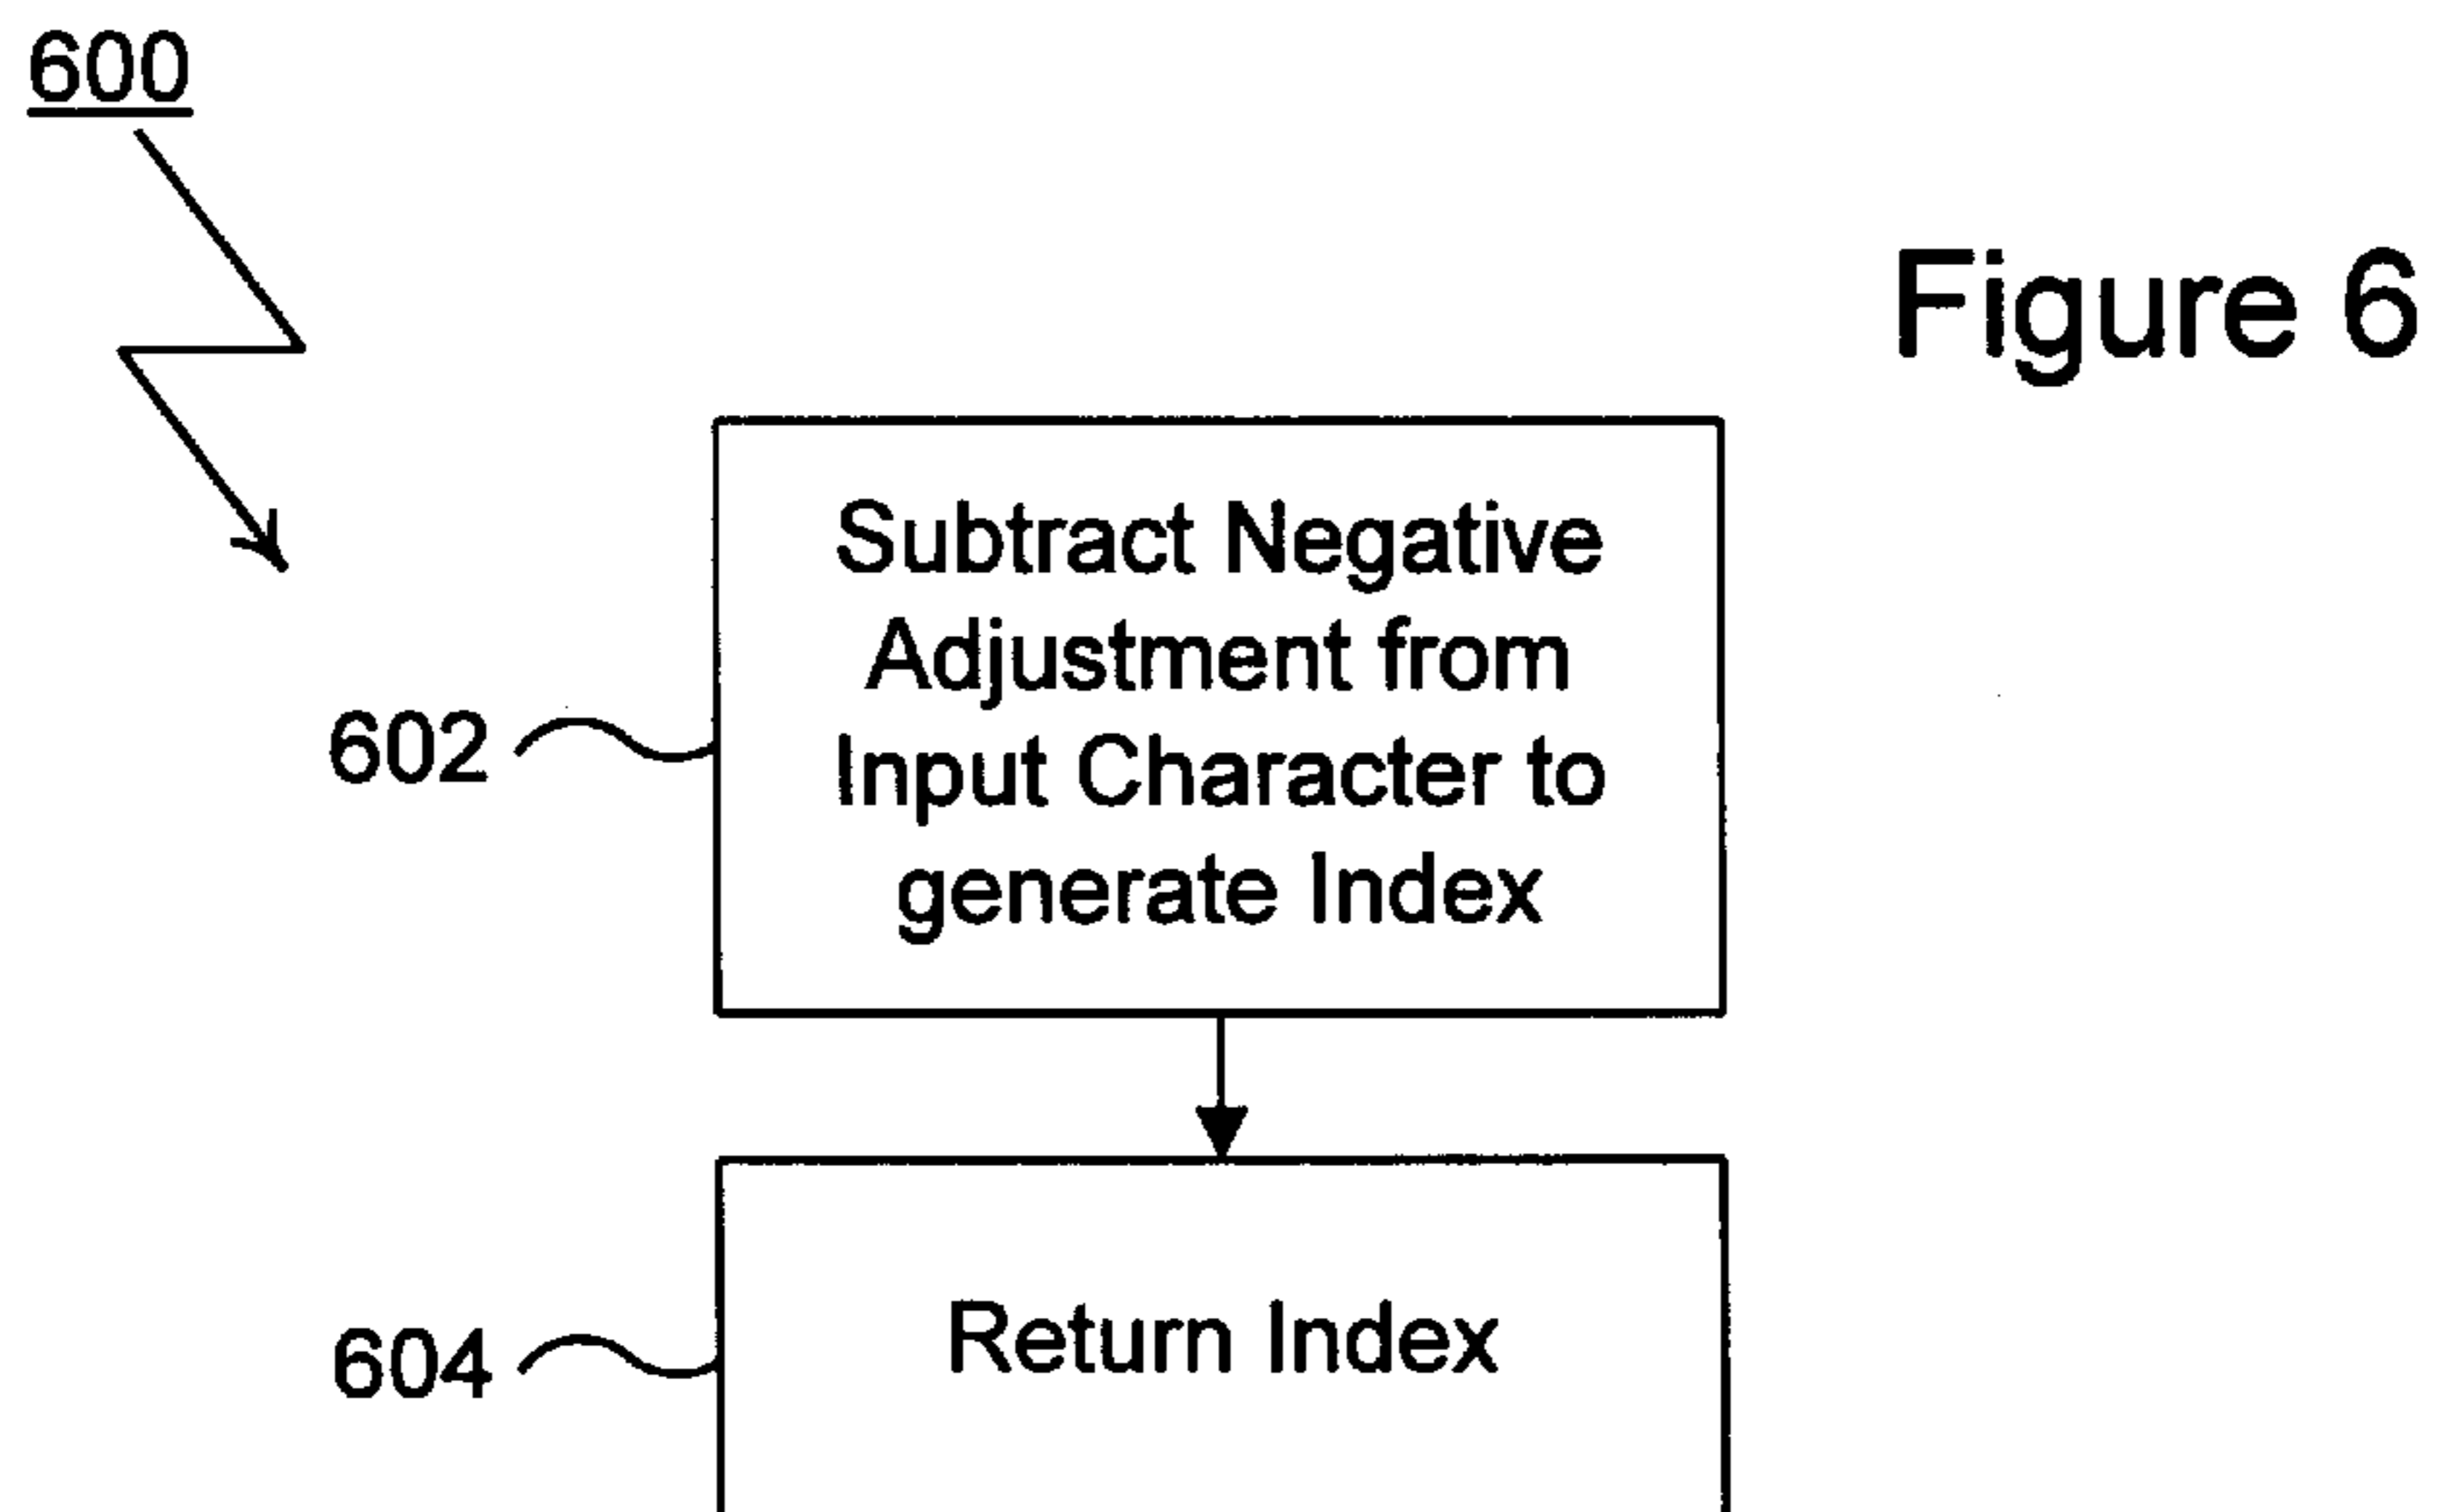 600
Figure 6
Subtract Negative
Adjustment from
Input Character to
generate Index
602
Return Index
604